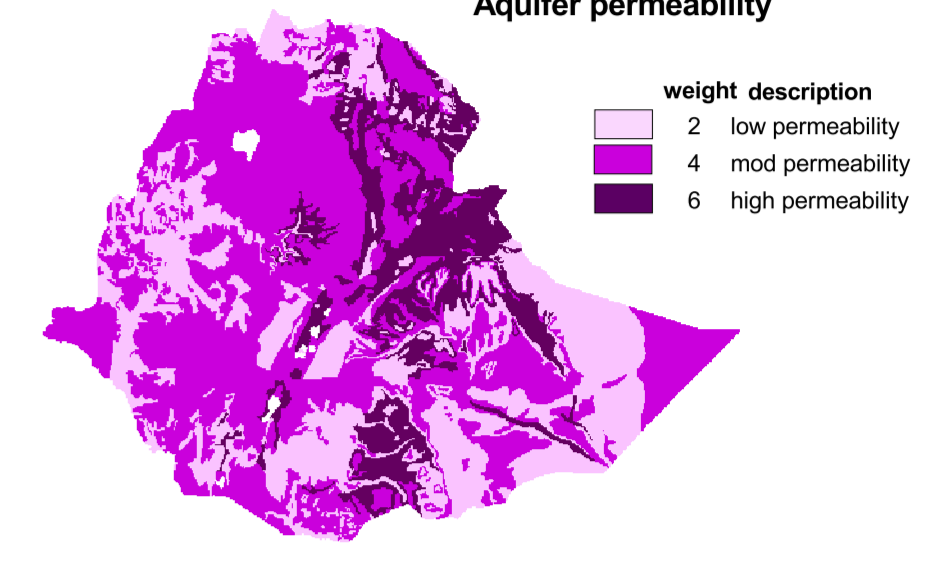 Aquifer permeability
weight description
2 low permeability
4 mod permeability
6 high permeability